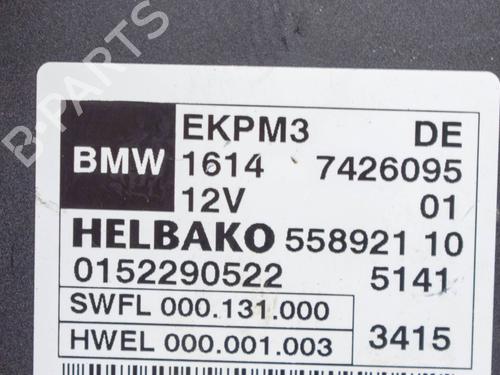 B-PARTS
BMW
EKPM3 DE
1614 7426095
12V 01
HELBAKO 558921 10
0152290522 5141
SWFL 000.131.000
HWEL 000.001.003 3415